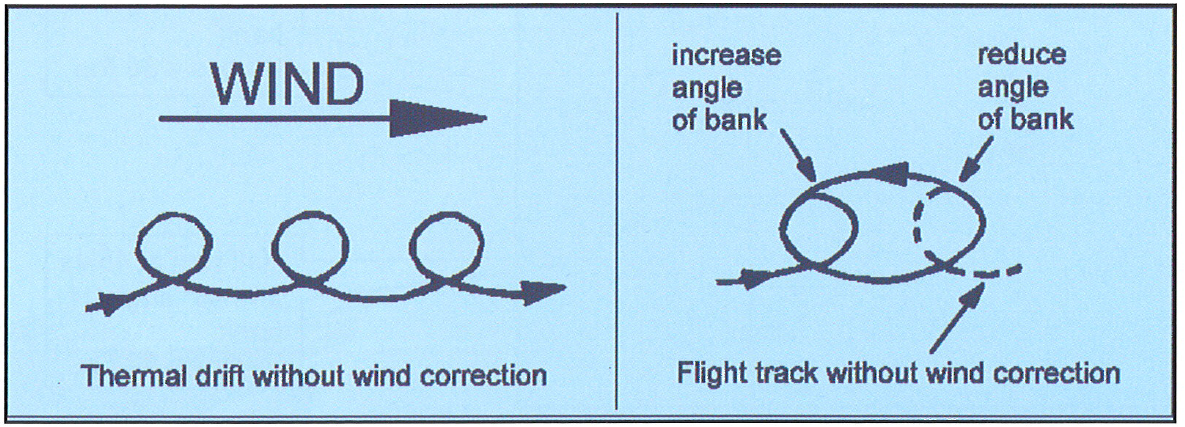 WIND
Thermal drift without wind correction
increase
angle
of bank
reduce
angle
of bank
Flight track without wind correction